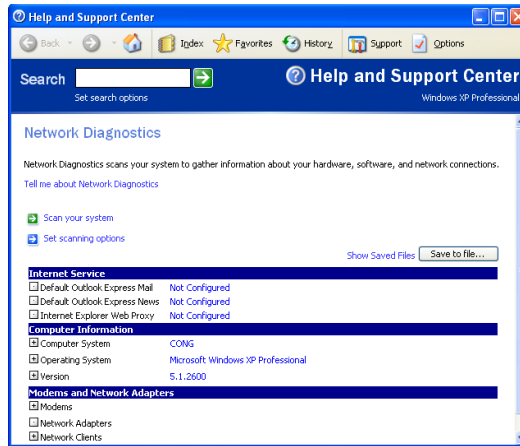 Help and Support Center
Back Index Favorites History Support Options
Search Help and Support Center
Set search options Windows XP Professional
Network Diagnostics
Network Diagnostics scans your system to gather information about your hardware, software, and network connections.
Tell me about Network Diagnostics
Scan your system
Set scanning options
Show Saved Files Save to file...
Internet Service
Default Outlook Express Mail Not Configured
Default Outlook Express News Not Configured
Internet Explorer Web Proxy Not Configured
Computer Information
Computer System CONG
Operating System Microsoft Windows XP Professional
Version 5.1.2600
Modems and Network Adapters
Modems
Network Adapters
Network Clients